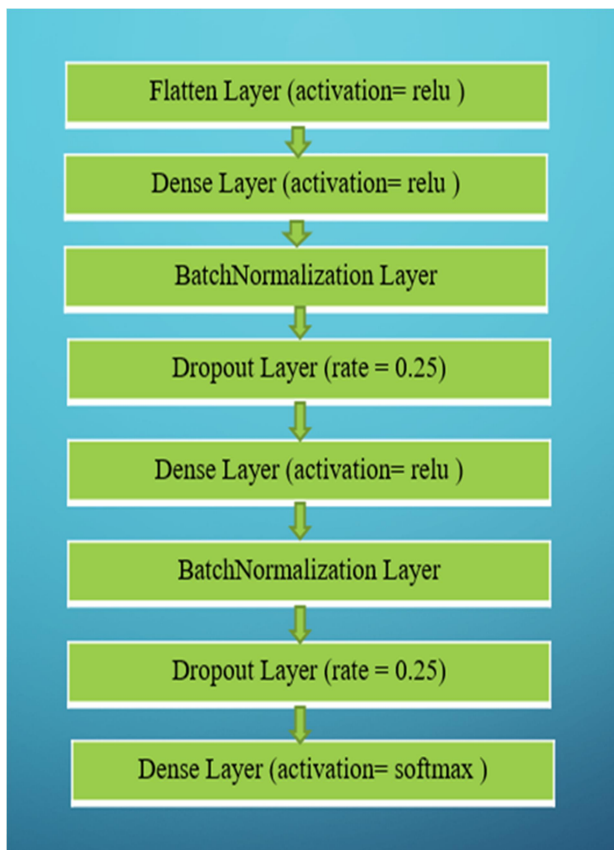 Flatten Layer (activation= relu )
Dense Layer (activation= relu )
BatchNormalization Layer
Dropout Layer (rate = 0.25)
Dense Layer (activation= relu )
BatchNormalization Layer
Dropout Layer (rate = 0.25)
Dense Layer (activation= softmax )